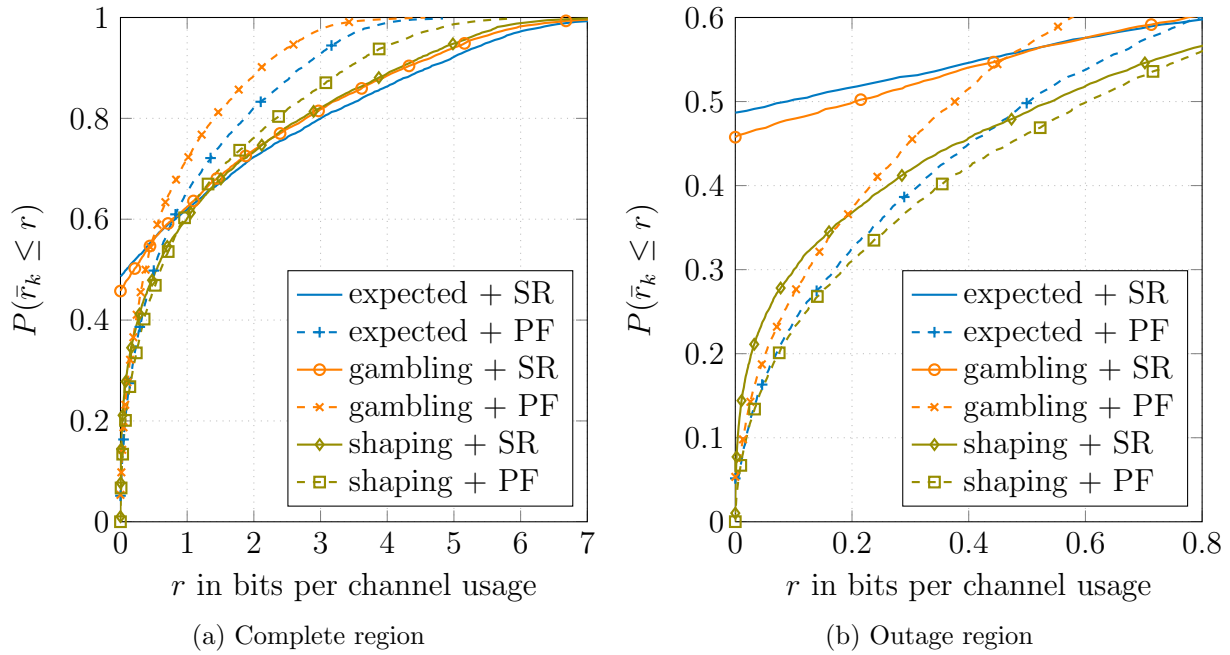 1
0.8
0.6
0.4
0.2
0
0 1 2 3 4 5 6 7
P(r̄ₖ ≤ r)
r in bits per channel usage
expected + SR
expected + PF
gambling + SR
gambling + PF
shaping + SR
shaping + PF
(a) Complete region
0.6
0.5
0.4
0.3
0.2
0.1
0
0 0.2 0.4 0.6 0.8
P(r̄ₖ ≤ r)
r in bits per channel usage
expected + SR
expected + PF
gambling + SR
gambling + PF
shaping + SR
shaping + PF
(b) Outage region